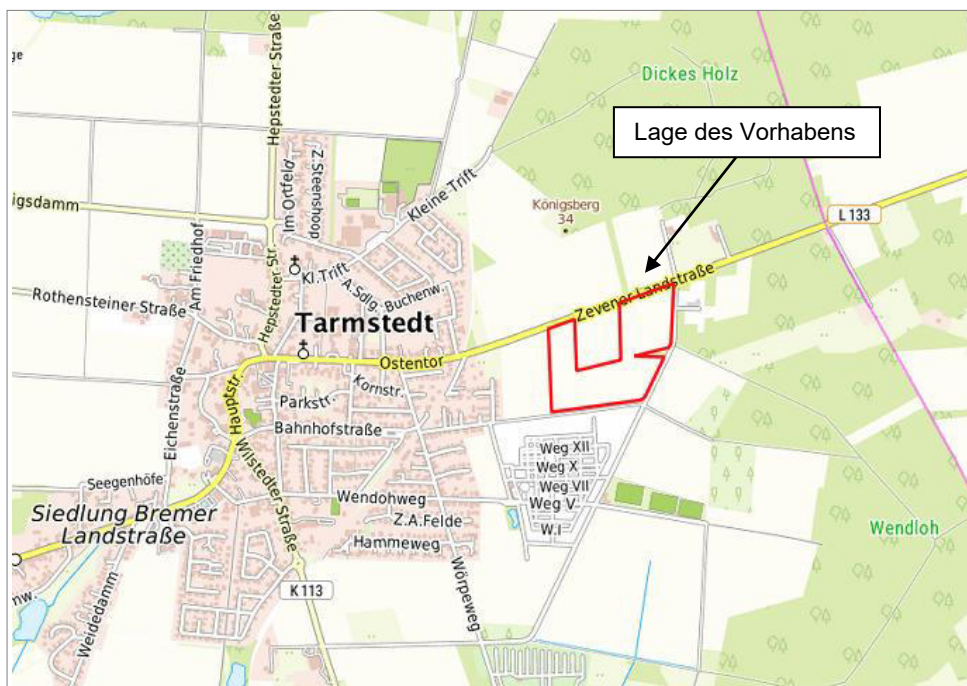 ge
Hepstedter Straße
Dickes Holz
Lage des Vorhabens
Z.Steenshoop
Im Ortfeld
Kleine Trift
igsdamm
Königsberg
34
L 133
Am Friedhof
Kl.Trift
Zevener Landstraße
A.Sdlg.
Buchenw.
Rothensteiner Straße
Hepstedter Str.
Tarmstedt
Ostentor
Kornstr.
Parkstr.
Hauptstr.
Eichenstraße
Bahnhofstraße
Weg XII
Weg X
Wilstedter Straße
Seegenhöfe
Weg VII
Wendohweg
Weg V
Siedlung Bremer
Landstraße
Z.A.Felde
W.I
Wendloh
Hammeweg
K 113
Wörpeweg
nw.
Weidedamm